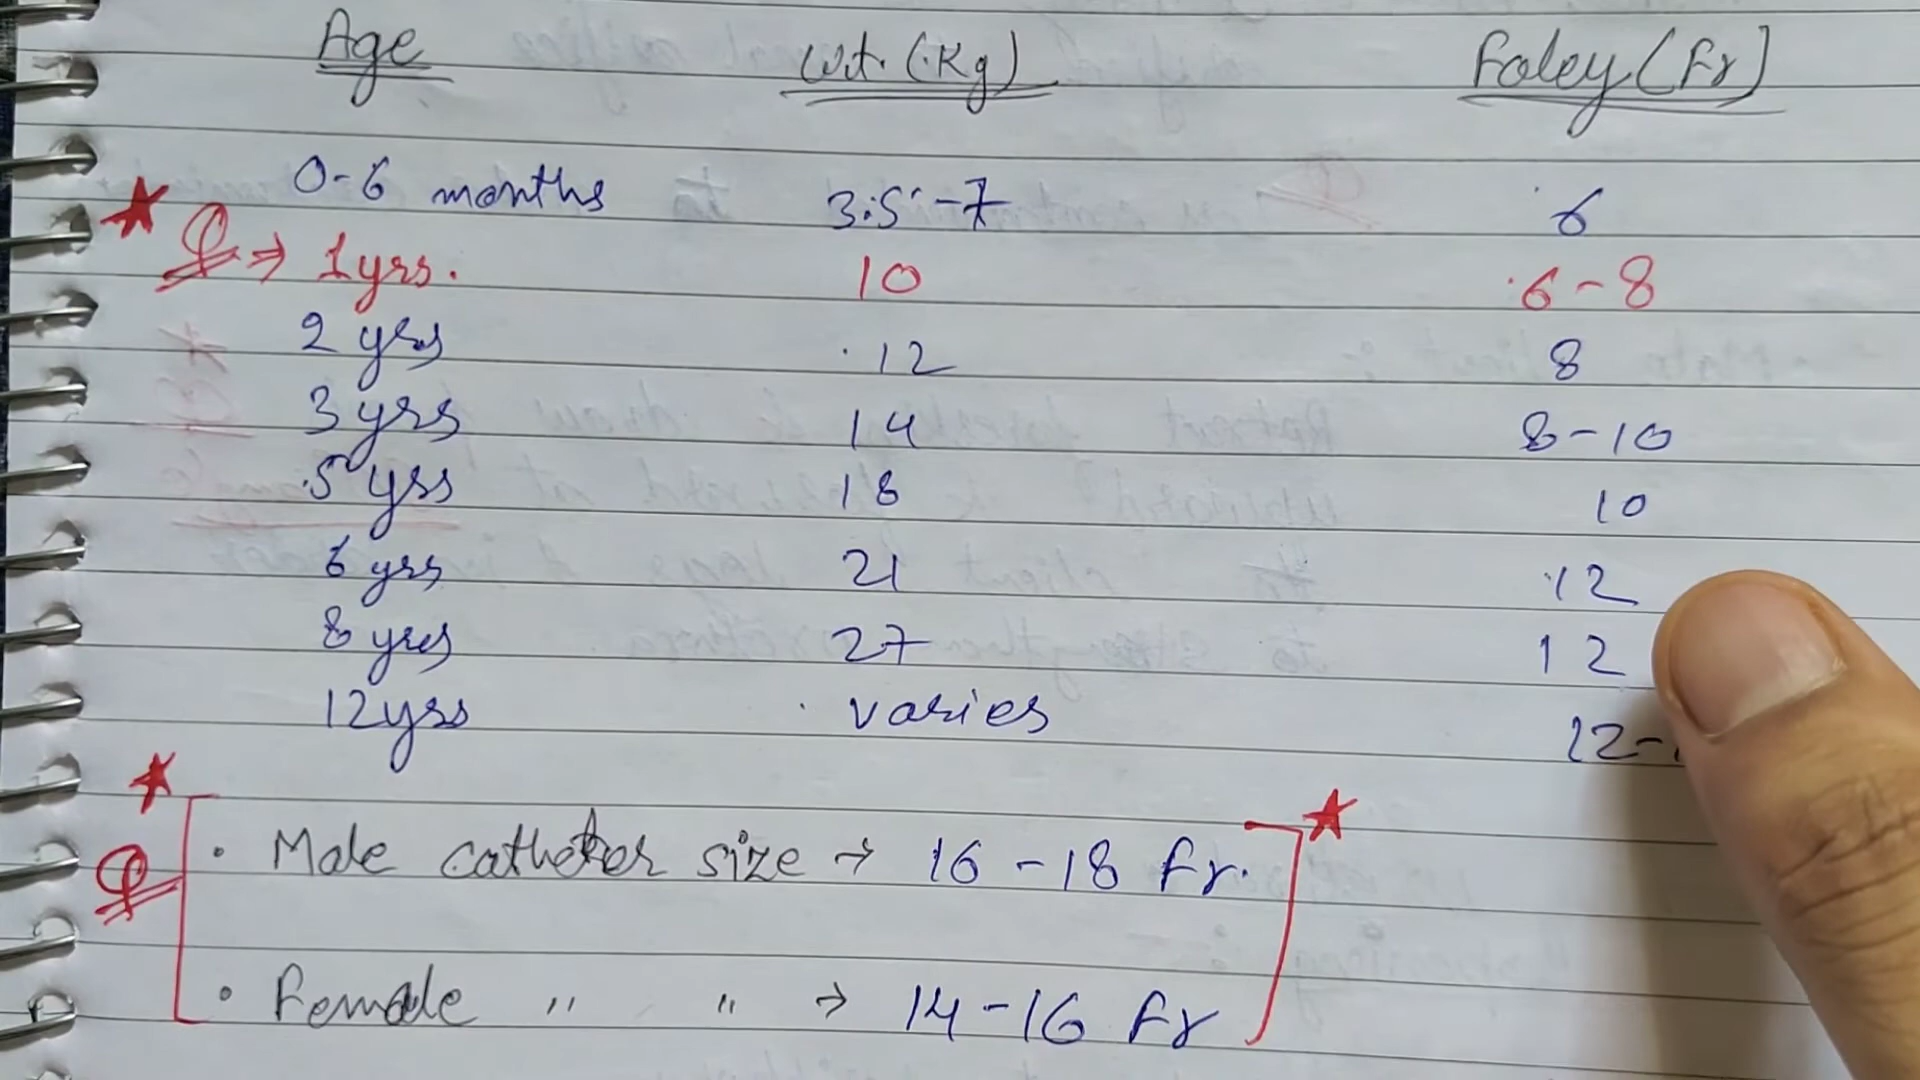 Age Wt. (Kg) Foley (Fr)
0-6 months 3.5-7 6
Q ⇒ 1yrs. 10 6-8
2 yrs 12 8
3 yrs 14 8-10
5 yrs 18 10
6 yrs 21 12
8 yrs 27 12
12yrs varies 12-
Q
• Male catheter size → 16-18 Fr.
• Female " " → 14-16 Fr